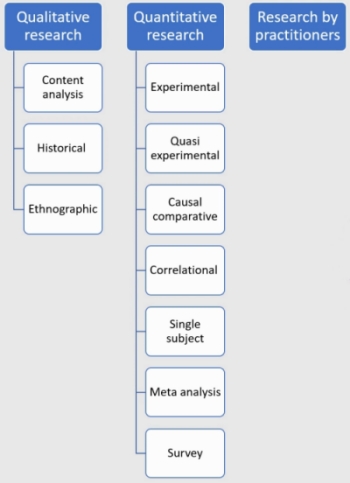 Qualitative
research
Content
analysis
Historical
Ethnographic
Quantitative
research
Experimental
Quasi
experimental
Causal
comparative
Correlational
Single
subject
Meta analysis
Survey
Research by
practitioners